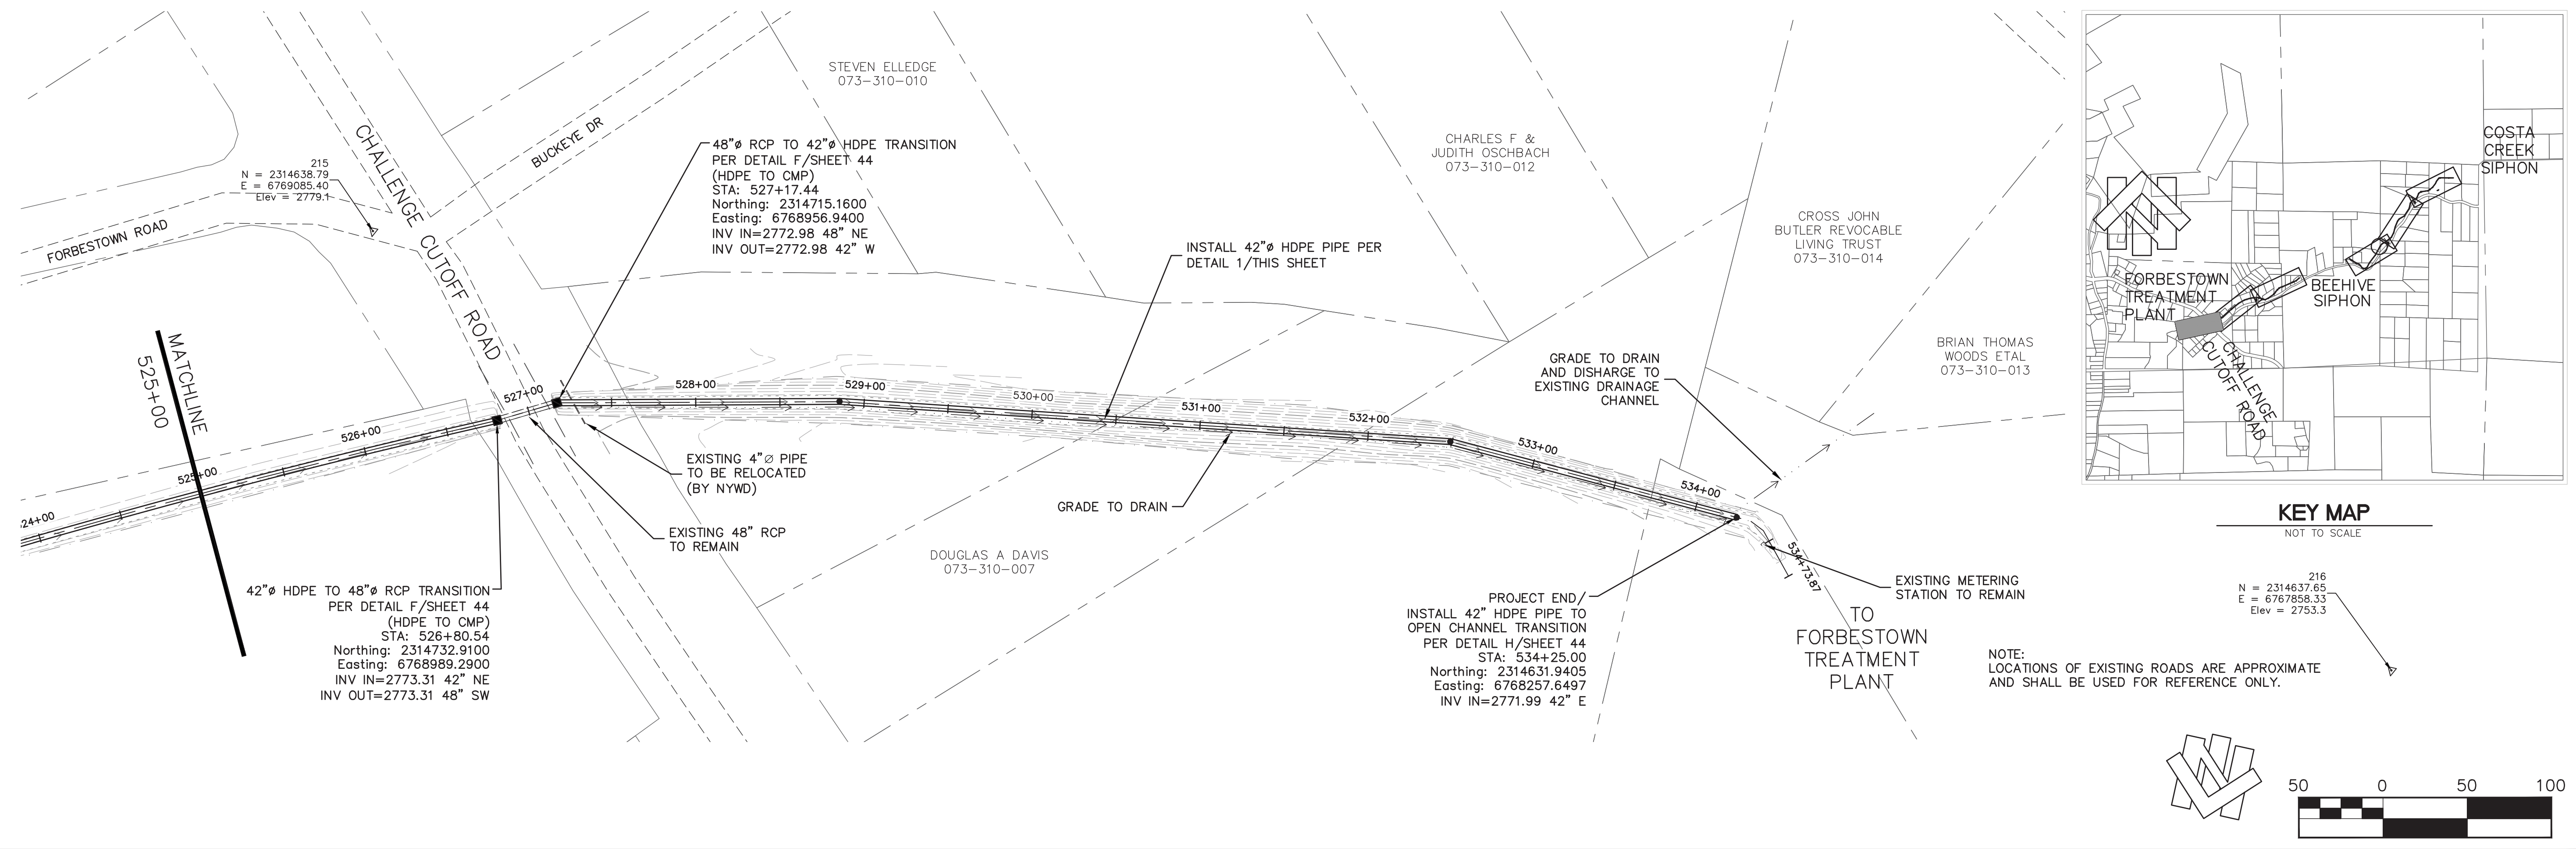 STEVEN ELLEDGE
073-310-010
CHALLENGE CUTOFF ROAD
BUCKEYE DR
FORBESTOWN ROAD
215
N = 2314638.79
E = 6769085.40
Elev = 2779.1
48"ø RCP TO 42"ø HDPE TRANSITION
PER DETAIL F/SHEET 44
(HDPE TO CMP)
STA: 527+17.44
Northing: 2314715.1600
Easting: 6768956.9400
INV IN=2772.98 48" NE
INV OUT=2772.98 42" W
CHARLES F &
JUDITH OSCHBACH
073-310-012
INSTALL 42"ø HDPE PIPE PER
DETAIL 1/THIS SHEET
CROSS JOHN
BUTLER REVOCABLE
LIVING TRUST
073-310-014
BRIAN THOMAS
WOODS ETAL
073-310-013
GRADE TO DRAIN
AND DISHARGE TO
EXISTING DRAINAGE
CHANNEL
MATCHLINE
525+00
24+00
525+00
526+00
527+00
528+00
529+00
530+00
531+00
532+00
533+00
534+00
534+73.87
EXISTING 4"ø PIPE
TO BE RELOCATED
(BY NYWD)
EXISTING 48" RCP
TO REMAIN
GRADE TO DRAIN
DOUGLAS A DAVIS
073-310-007
42"ø HDPE TO 48"ø RCP TRANSITION
PER DETAIL F/SHEET 44
(HDPE TO CMP)
STA: 526+80.54
Northing: 2314732.9100
Easting: 6768989.2900
INV IN=2773.31 42" NE
INV OUT=2773.31 48" SW
PROJECT END/
INSTALL 42" HDPE PIPE TO
OPEN CHANNEL TRANSITION
PER DETAIL H/SHEET 44
STA: 534+25.00
Northing: 2314631.9405
Easting: 6768257.6497
INV IN=2771.99 42" E
EXISTING METERING
STATION TO REMAIN
TO
FORBESTOWN
TREATMENT
PLANT
COSTA
CREEK
SIPHON
FORBESTOWN
TREATMENT
PLANT
BEEHIVE
SIPHON
CHALLENGE
CUTOFF ROAD
KEY MAP
NOT TO SCALE
216
N = 2314637.65
E = 6767858.33
Elev = 2753.3
NOTE:
LOCATIONS OF EXISTING ROADS ARE APPROXIMATE
AND SHALL BE USED FOR REFERENCE ONLY.
50 0 50 100